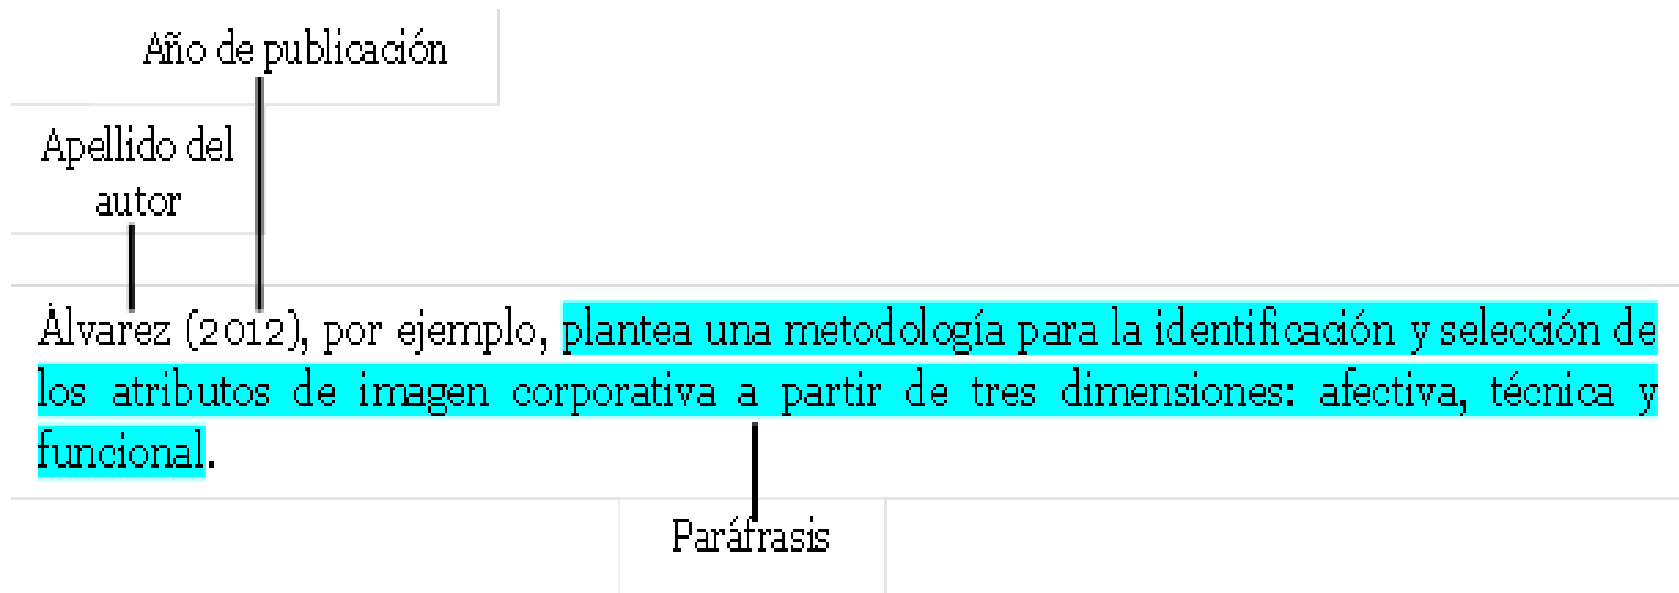 Año de publicación
Apellido del
autor
Álvarez (2012), por ejemplo, plantea una metodología para la identificación y selección de
los atributos de imagen corporativa a partir de tres dimensiones: afectiva, técnica y
funcional.
Paráfrasis